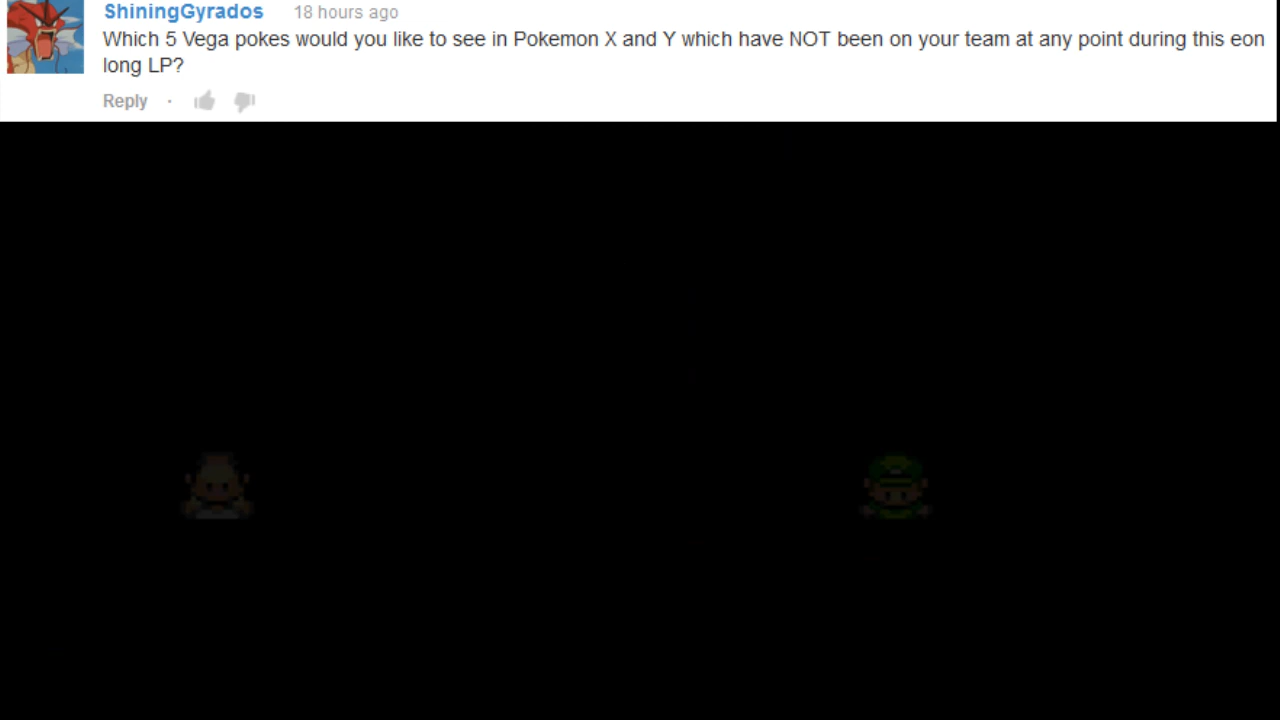 ShiningGyrados 18 hours ago
Which 5 Vega pokes would you like to see in Pokemon X and Y which have NOT been on your team at any point during this eon
long LP?
Reply ·